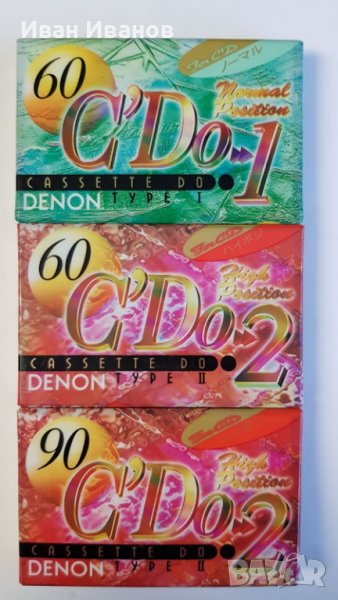 Иван Иванов
60
For CD
ノーマル
Normal
Position
C'Do 1
CASSETTE DO
DENON TYPE I
60
For CD
ハイポジ
High
Position
C'Do 2
CASSETTE DO
DENON TYPE II
90
For CD
High
Position
C'Do 2
CASSETTE DO
DENON TYPE II
BAZAR